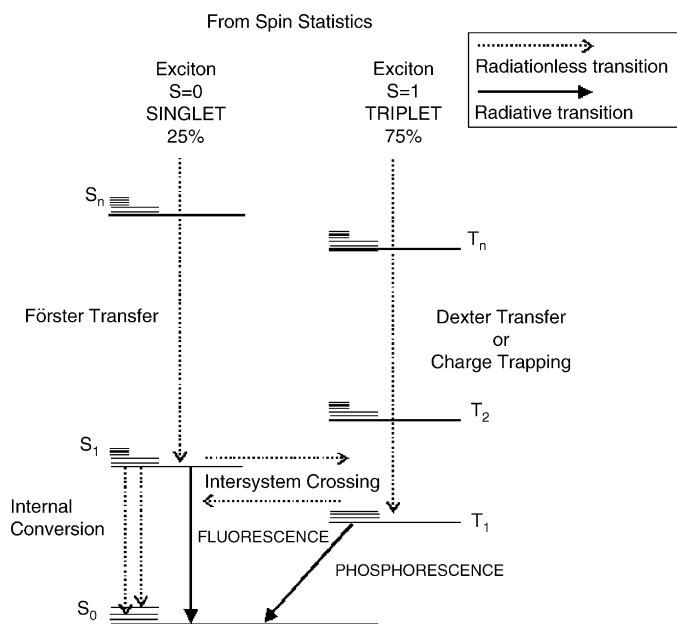 From Spin Statistics
Radiationless transition
Radiative transition
Exciton
S=0
SINGLET
25%
Exciton
S=1
TRIPLET
75%
Sn
Tn
Förster Transfer
Dexter Transfer
or
Charge Trapping
T2
S1
Intersystem Crossing
Internal
Conversion
T1
FLUORESCENCE
PHOSPHORESCENCE
S0